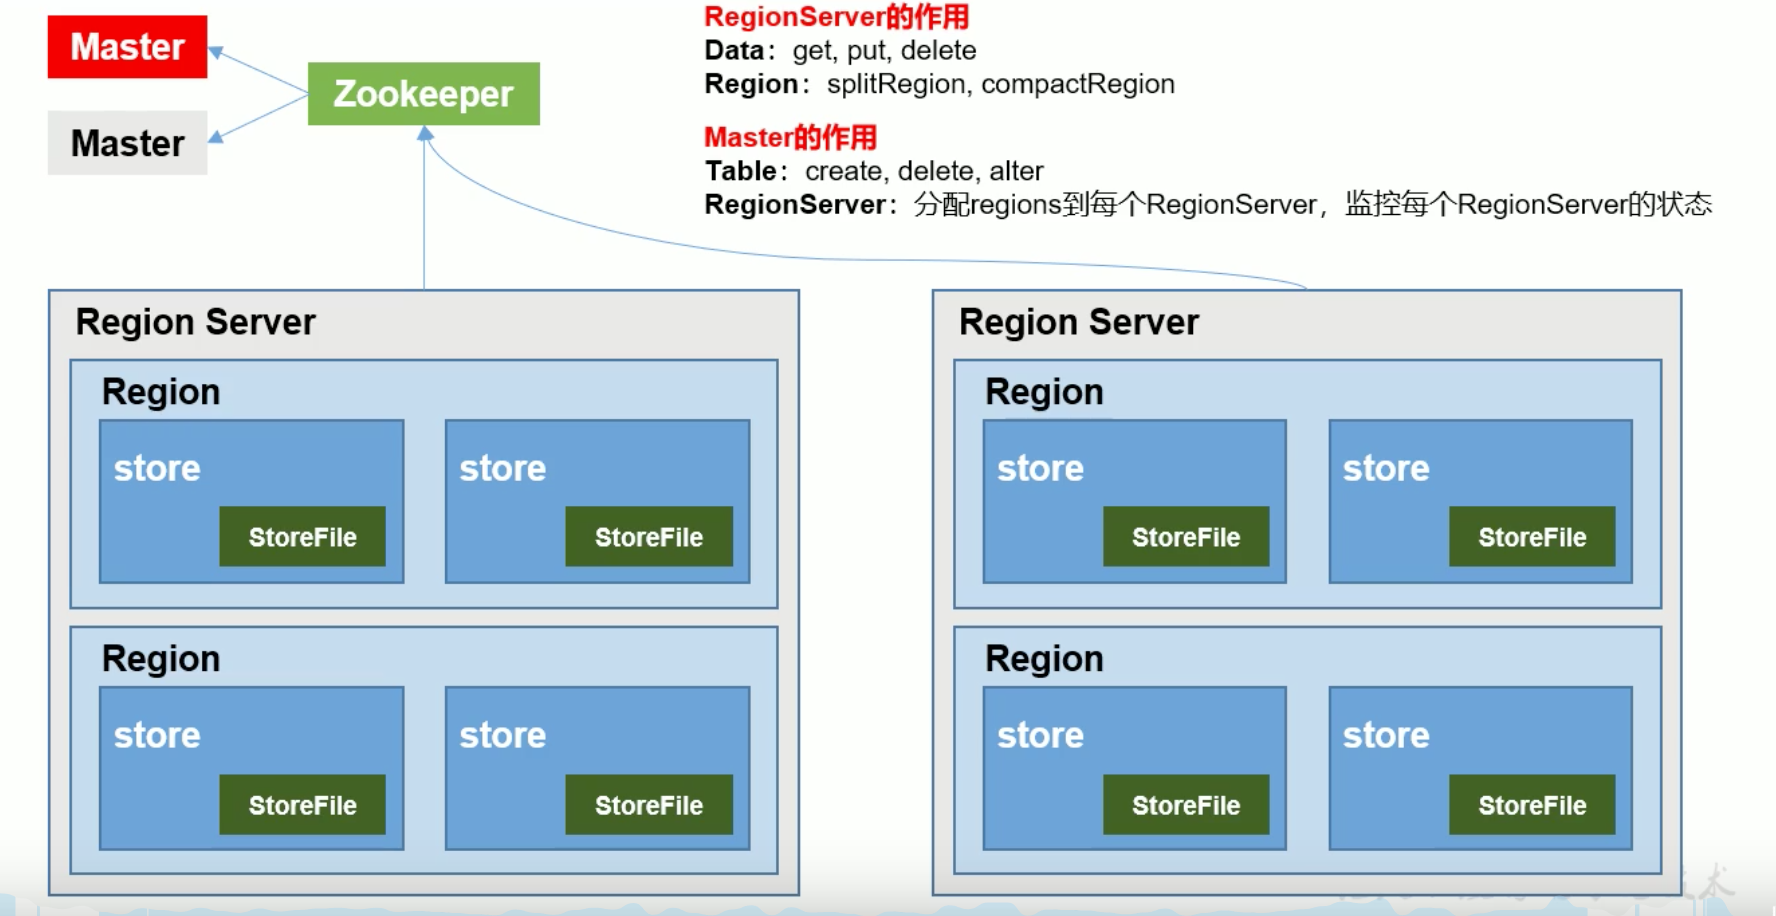 Master
Zookeeper
Master
RegionServer的作用
Data：get, put, delete
Region：splitRegion, compactRegion
Master的作用
Table：create, delete, alter
RegionServer：分配regions到每个RegionServer，监控每个RegionServer的状态
Region Server
Region
store
StoreFile
store
StoreFile
Region
store
StoreFile
store
StoreFile
Region Server
Region
store
StoreFile
store
StoreFile
Region
store
StoreFile
store
StoreFile